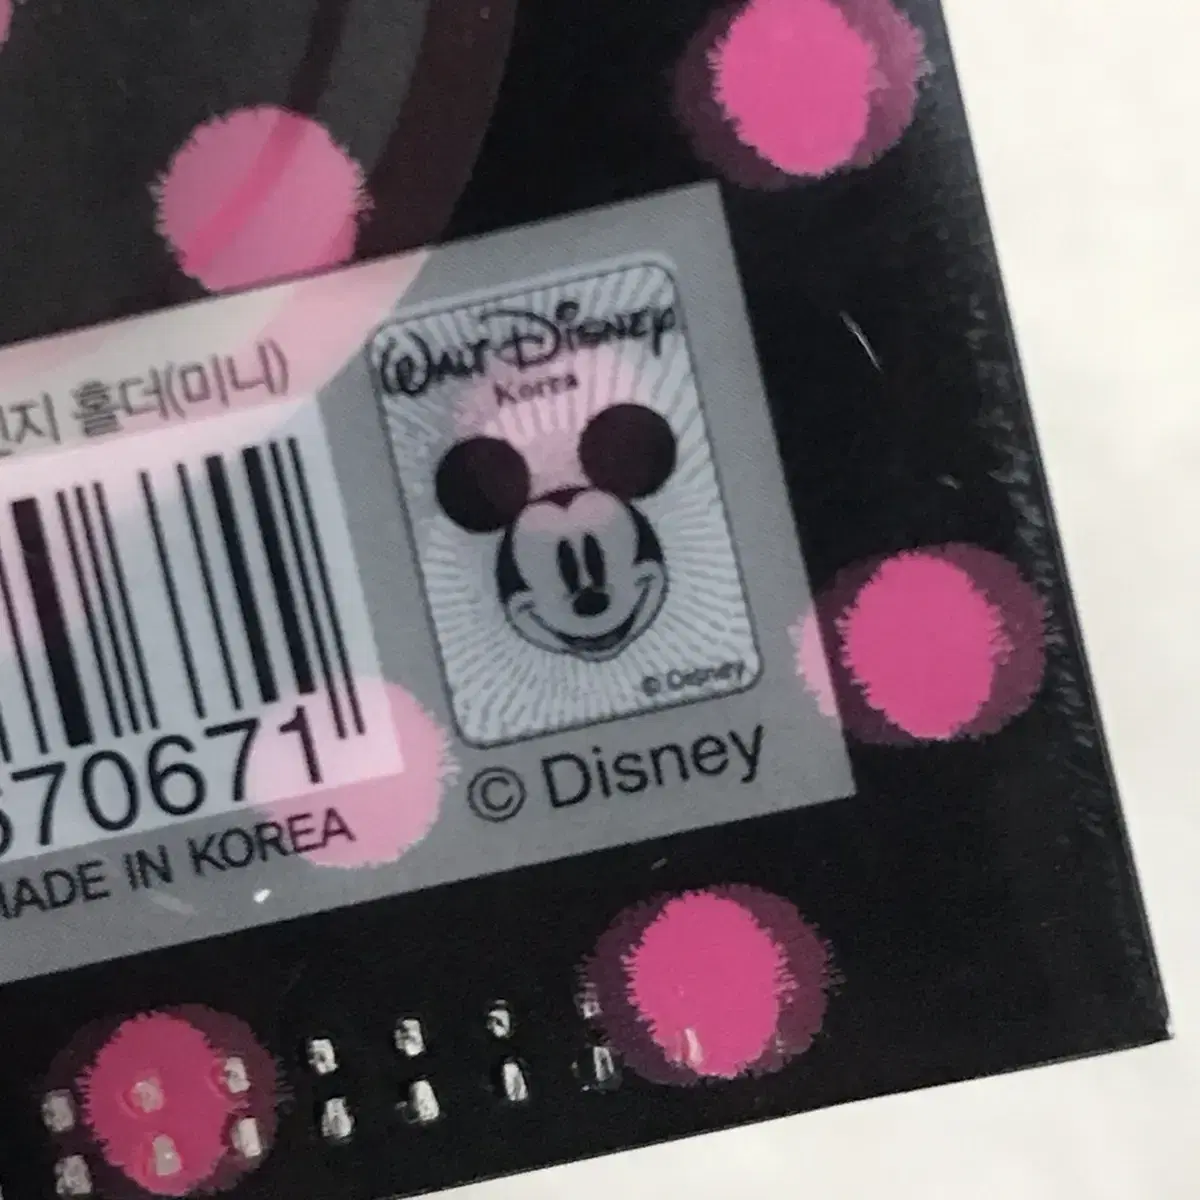 홀더(미니)
WALT DISNEY
Korea
© Disney
70671
© Disney
MADE IN KOREA